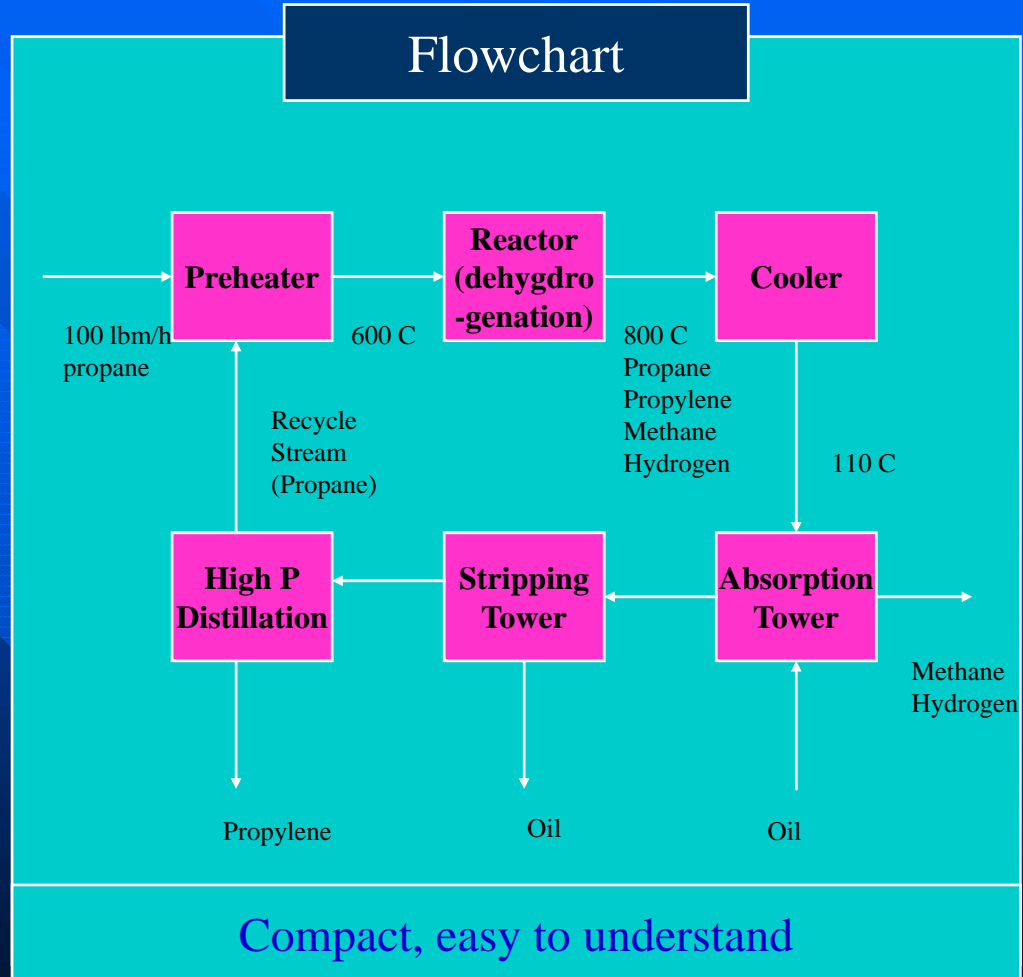 Flowchart
Preheater
Reactor
(dehygdro
-genation)
Cooler
100 lbm/h
propane
600 C
800 C
Propane
Propylene
Methane
Hydrogen
Recycle
Stream
(Propane)
110 C
High P
Distillation
Stripping
Tower
Absorption
Tower
Methane
Hydrogen
Propylene
Oil
Oil
Compact, easy to understand